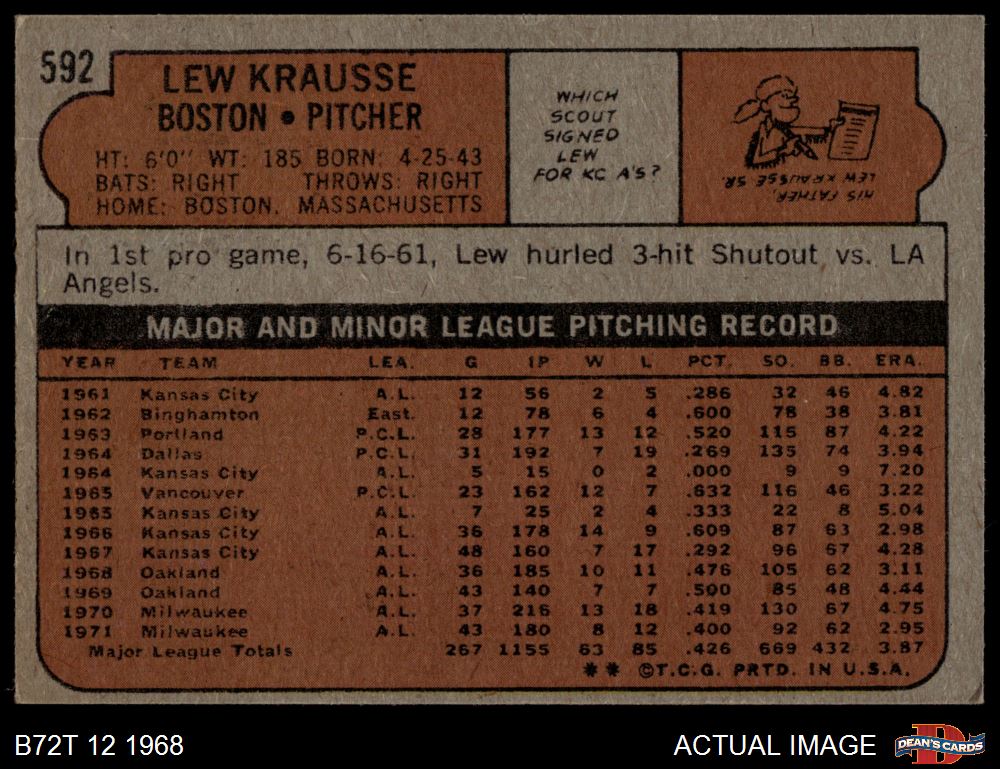 592
LEW KRAUSSE
BOSTON • PITCHER
HT: 6'0" WT: 185 BORN: 4-25-43
BATS: RIGHT THROWS: RIGHT
HOME: BOSTON, MASSACHUSETTS
WHICH
SCOUT
SIGNED
LEW
FOR KC A'S?
HIS FATHER,
LEW KRAUSSE SR.
In 1st pro game, 6-16-61, Lew hurled 3-hit Shutout vs. LA
Angels.
MAJOR AND MINOR LEAGUE PITCHING RECORD
YEAR TEAM LEA. G IP W L PCT. SO. BB. ERA.
1961 Kansas City A.L. 12 56 2 5 .286 32 46 4.82
1962 Binghamton East. 12 78 6 4 .600 78 38 3.81
1963 Portland P.C.L. 28 177 13 12 .520 115 87 4.22
1964 Dallas P.C.L. 31 192 7 19 .269 135 74 3.94
1964 Kansas City A.L. 5 15 0 2 .000 9 9 7.20
1965 Vancouver P.C.L. 23 162 12 7 .632 116 46 3.22
1965 Kansas City A.L. 7 25 2 4 .333 22 8 5.04
1966 Kansas City A.L. 36 178 14 9 .609 87 63 2.98
1967 Kansas City A.L. 48 160 7 17 .292 96 67 4.28
1968 Oakland A.L. 36 185 10 11 .476 105 62 3.11
1969 Oakland A.L. 43 140 7 7 .500 85 48 4.44
1970 Milwaukee A.L. 37 216 13 18 .419 130 67 4.75
1971 Milwaukee A.L. 43 180 8 12 .400 92 62 2.95
Major League Totals 267 1155 63 85 .426 669 432 3.87
** ©T.C.G. PRTD. IN U.S.A.
B72T 12 1968
ACTUAL IMAGE
D
DEAN'S CARDS